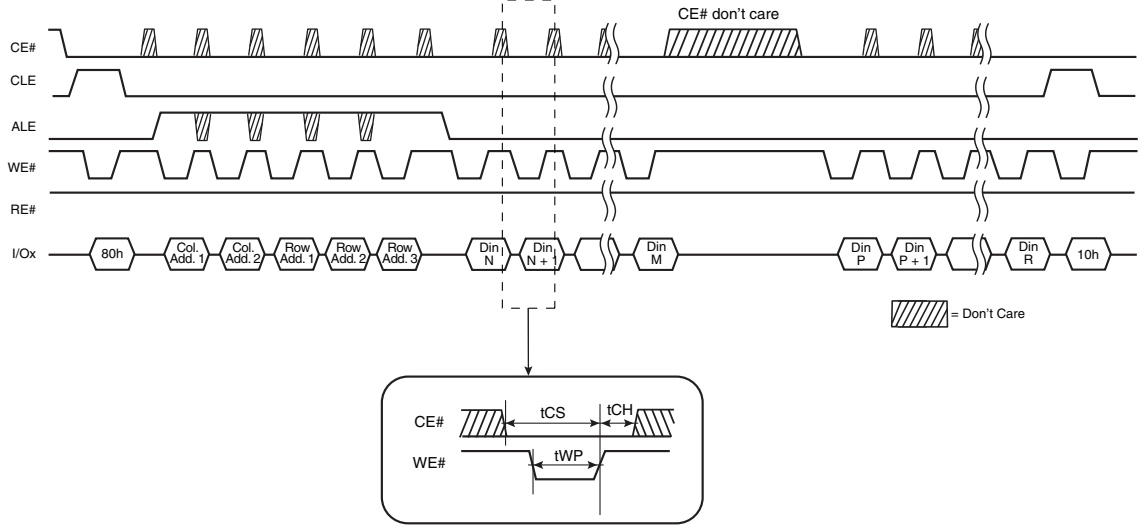 CE# don't care
CE#
CLE
ALE
WE#
RE#
I/Ox
80h
Col.
Add. 1
Col.
Add. 2
Row
Add. 1
Row
Add. 2
Row
Add. 3
Din
N
Din
N + 1
Din
M
Din
P
Din
P + 1
Din
R
10h
= Don't Care
CE#
tCS
tCH
WE#
tWP